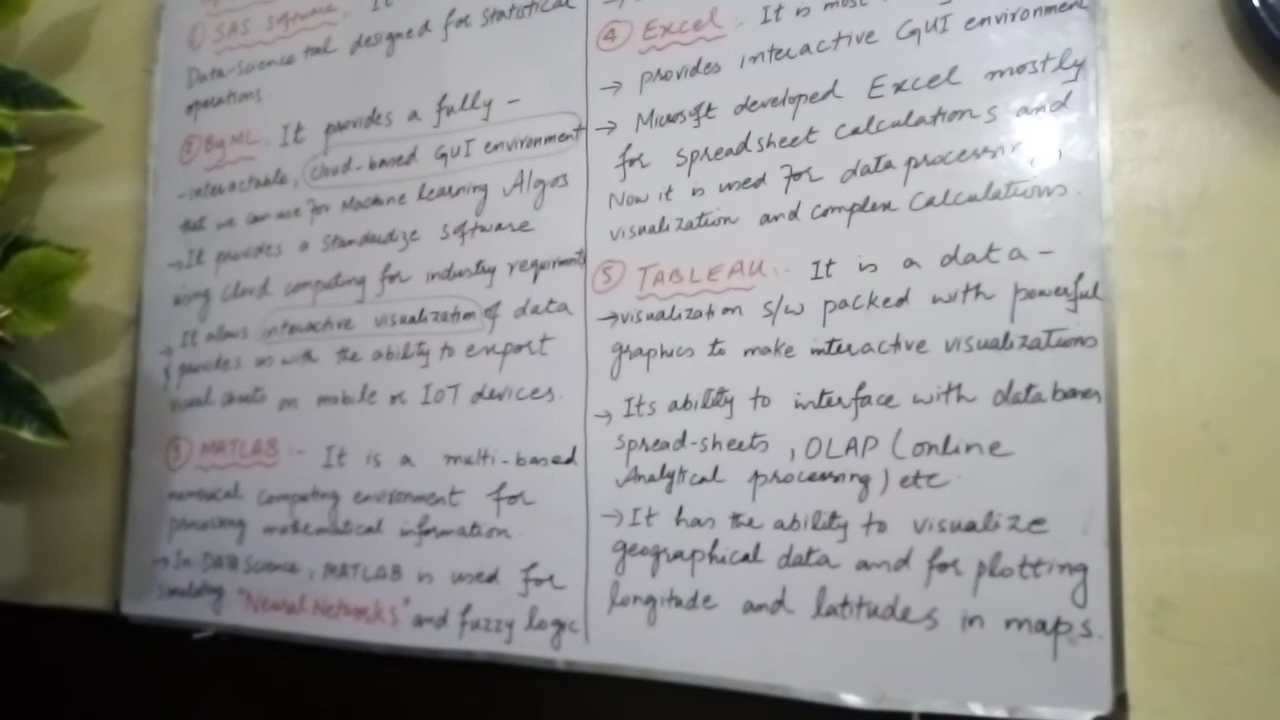 ① SAS Software :- It
Data-Science tool designed for Statistical
operations.
② BigML. It provides a fully -
-interactable, cloud-based GUI environment
that we can use for Machine Learning Algos
→ It provides a Standardize Software
using Cloud computing for industry requirments
→ It allows interactive visualization of data
& provides us with the ability to export
visual charts on mobile or IOT devices.
③ MATLAB :- It is a multi-based
numerical computing environment for
processing mathematical information.
→ In DATA Science, MATLAB is used for
simulating "Neural Networks" and fuzzy logic
④ Excel :- It is most
→ provides interactive GUI environment
→ Microsoft developed Excel mostly
for spreadsheet Calculations and
Now it is used for data processing,
visualization and complex Calculations.
⑤ TABLEAU :- It is a data -
→ visualization s/w packed with powerful
graphics to make interactive visualizations
→ Its ability to interface with databases
spread-sheets, OLAP (online
Analytical processing) etc.
→ It has the ability to visualize
geographical data and for plotting
longitude and latitudes in maps.